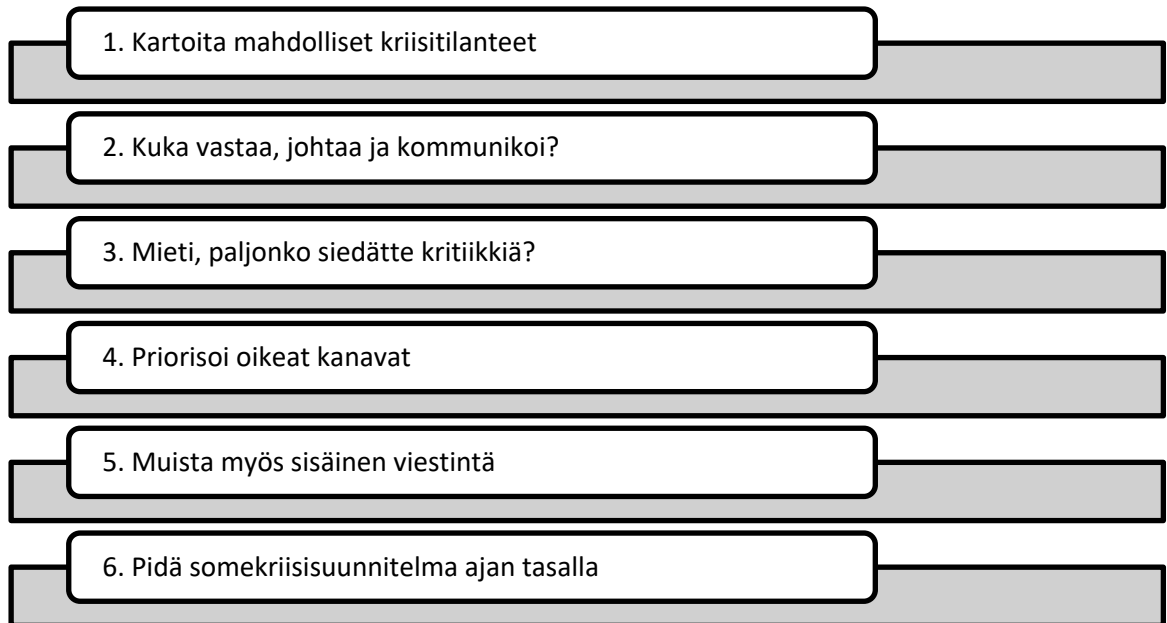 1. Kartoita mahdolliset kriisitilanteet
2. Kuka vastaa, johtaa ja kommunikoi?
3. Mieti, paljonko siedätte kritiikkiä?
4. Priorisoi oikeat kanavat
5. Muista myös sisäinen viestintä
6. Pidä somekriisisuunnitelma ajan tasalla